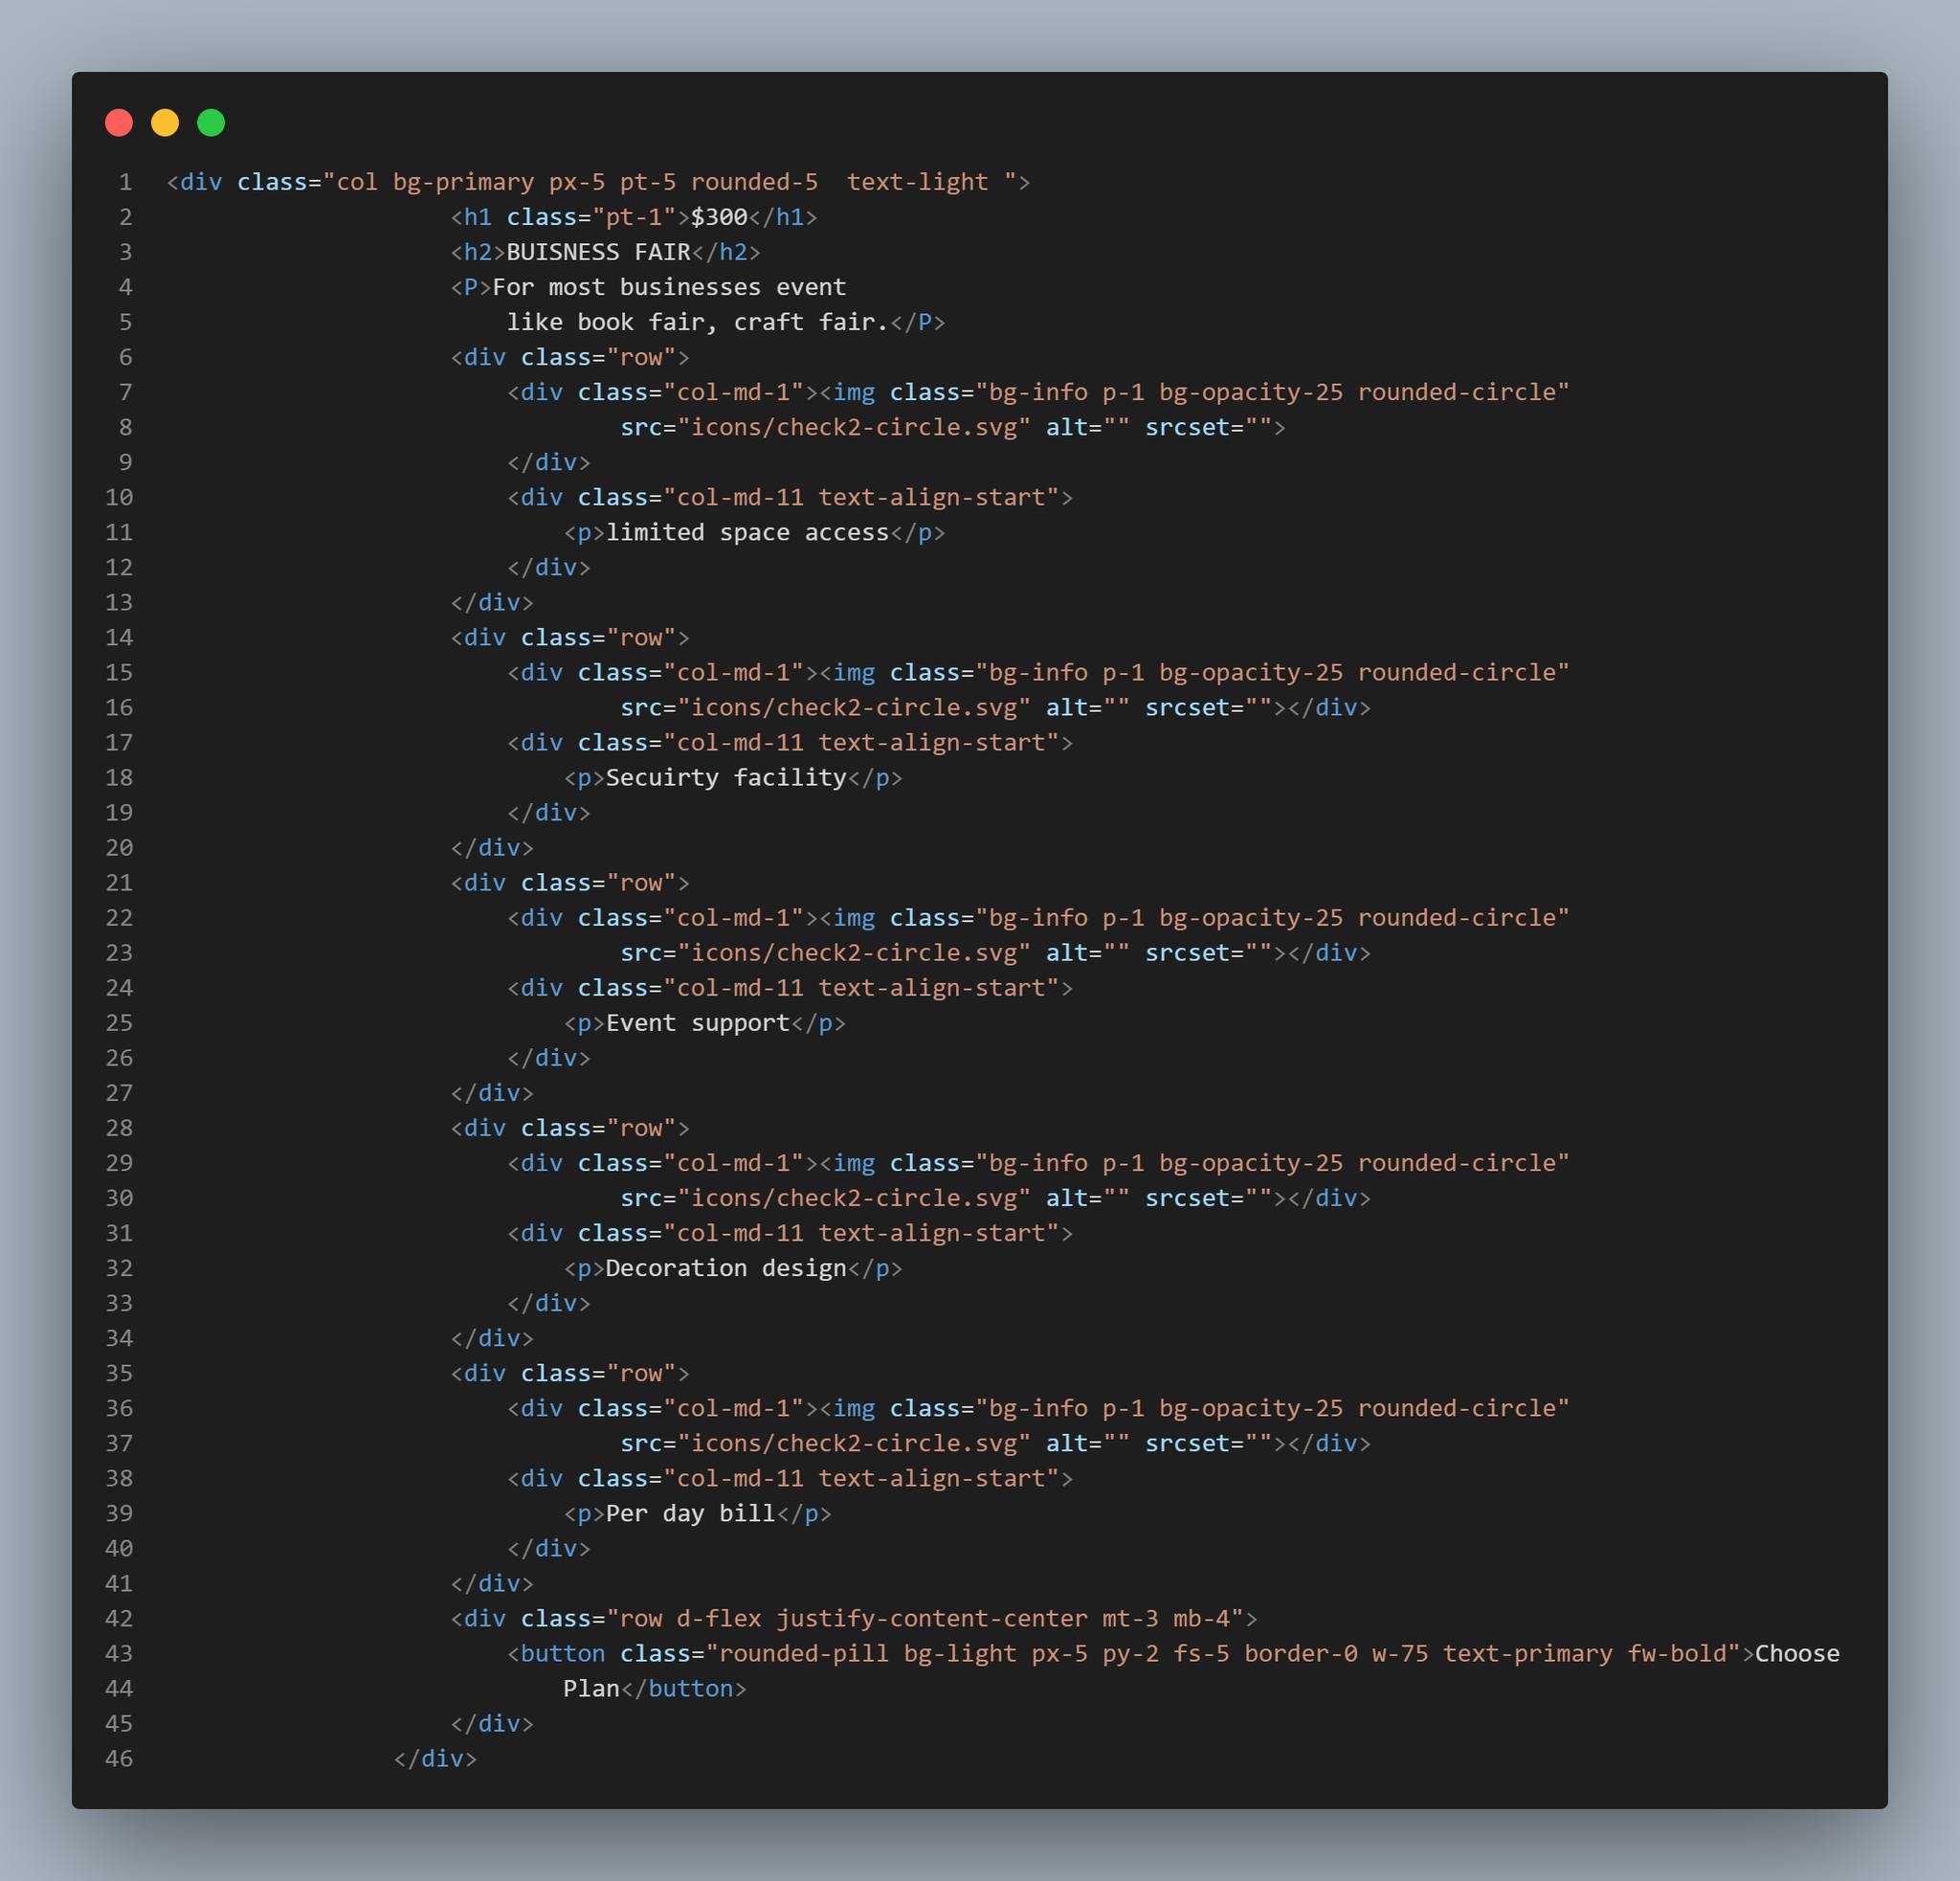 1 <div class="col bg-primary px-5 pt-5 rounded-5  text-light ">
2                     <h1 class="pt-1">$300</h1>
3                     <h2>BUISNESS FAIR</h2>
4                     <P>For most businesses event
5                         like book fair, craft fair.</P>
6                     <div class="row">
7                         <div class="col-md-1"><img class="bg-info p-1 bg-opacity-25 rounded-circle"
8                                 src="icons/check2-circle.svg" alt="" srcset="">
9                         </div>
10                         <div class="col-md-11 text-align-start">
11                             <p>limited space access</p>
12                         </div>
13                     </div>
14                     <div class="row">
15                         <div class="col-md-1"><img class="bg-info p-1 bg-opacity-25 rounded-circle"
16                                 src="icons/check2-circle.svg" alt="" srcset=""></div>
17                         <div class="col-md-11 text-align-start">
18                             <p>Secuirty facility</p>
19                         </div>
20                     </div>
21                     <div class="row">
22                         <div class="col-md-1"><img class="bg-info p-1 bg-opacity-25 rounded-circle"
23                                 src="icons/check2-circle.svg" alt="" srcset=""></div>
24                         <div class="col-md-11 text-align-start">
25                             <p>Event support</p>
26                         </div>
27                     </div>
28                     <div class="row">
29                         <div class="col-md-1"><img class="bg-info p-1 bg-opacity-25 rounded-circle"
30                                 src="icons/check2-circle.svg" alt="" srcset=""></div>
31                         <div class="col-md-11 text-align-start">
32                             <p>Decoration design</p>
33                         </div>
34                     </div>
35                     <div class="row">
36                         <div class="col-md-1"><img class="bg-info p-1 bg-opacity-25 rounded-circle"
37                                 src="icons/check2-circle.svg" alt="" srcset=""></div>
38                         <div class="col-md-11 text-align-start">
39                             <p>Per day bill</p>
40                         </div>
41                     </div>
42                     <div class="row d-flex justify-content-center mt-3 mb-4">
43                         <button class="rounded-pill bg-light px-5 py-2 fs-5 border-0 w-75 text-primary fw-bold">Choose
44                             Plan</button>
45                     </div>
46                 </div>